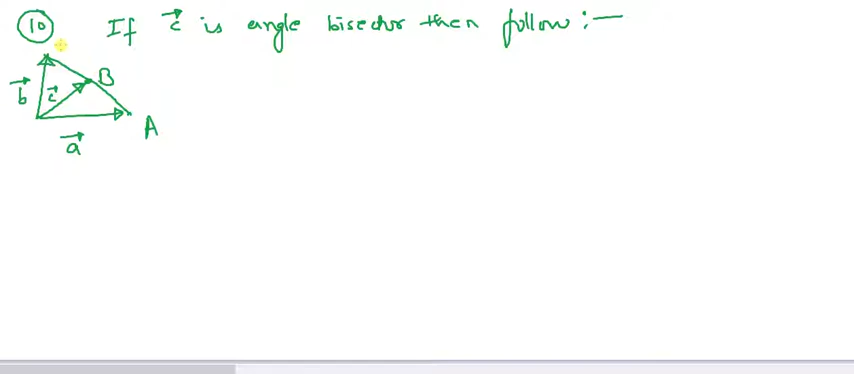 10 If c⃗ is angle bisector then follow :—
B
b⃗ c⃗
A
a⃗